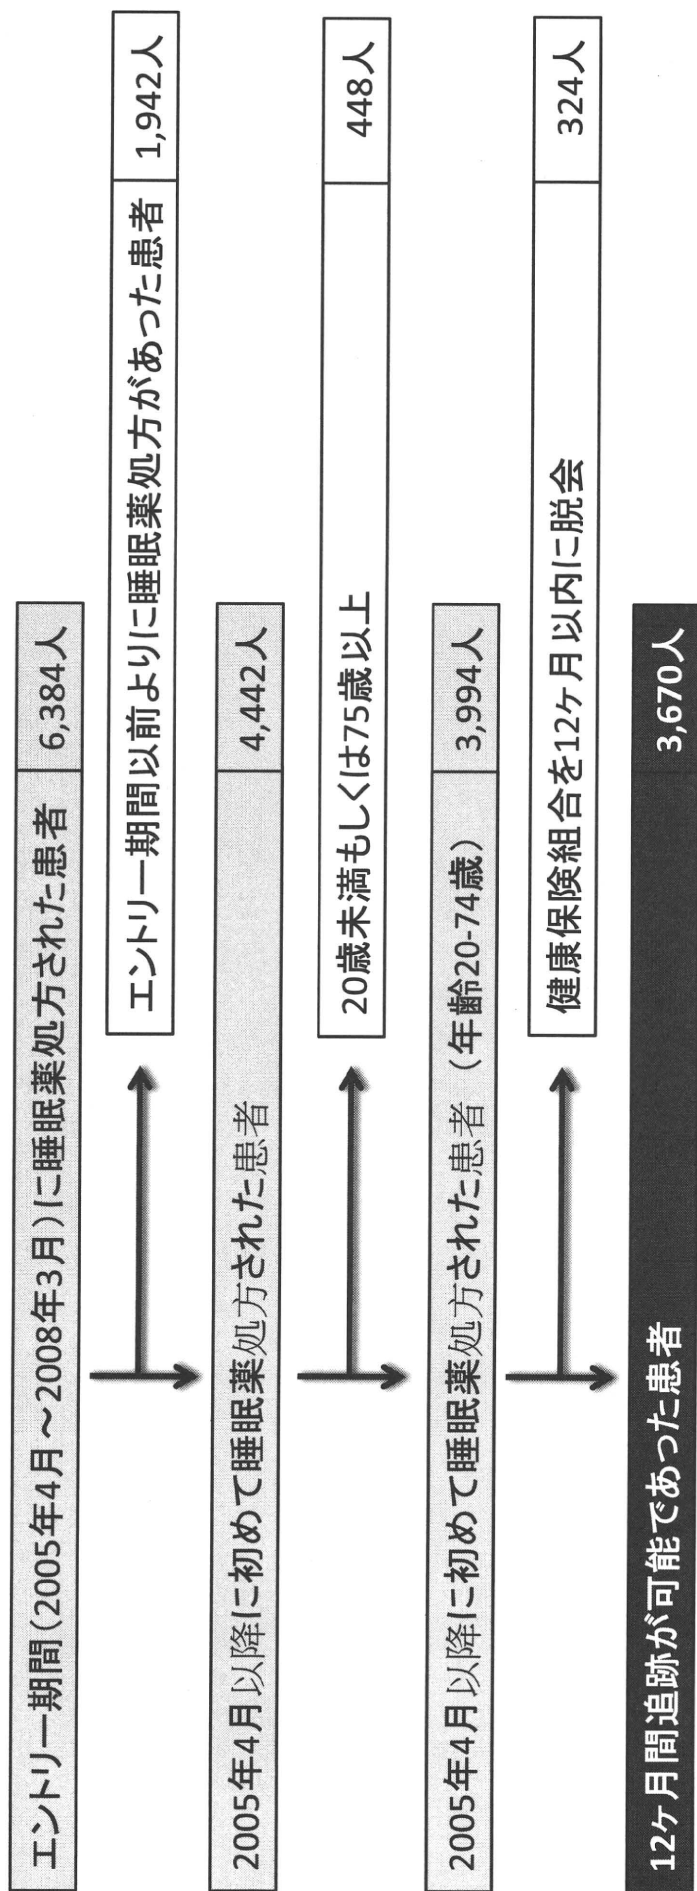 エントリー期間（2005年4月～2008年3月）に睡眠薬処方された患者 6,384人
エントリー期間以前よりに睡眠薬処方があった患者 1,942人
2005年4月以降に初めて睡眠薬処方された患者 4,442人
20歳未満もしくは75歳以上 448人
2005年4月以降に初めて睡眠薬処方された患者（年齢20-74歳） 3,994人
健康保険組合を12ヶ月以内に脱会 324人
12ヶ月間追跡が可能であった患者 3,670人